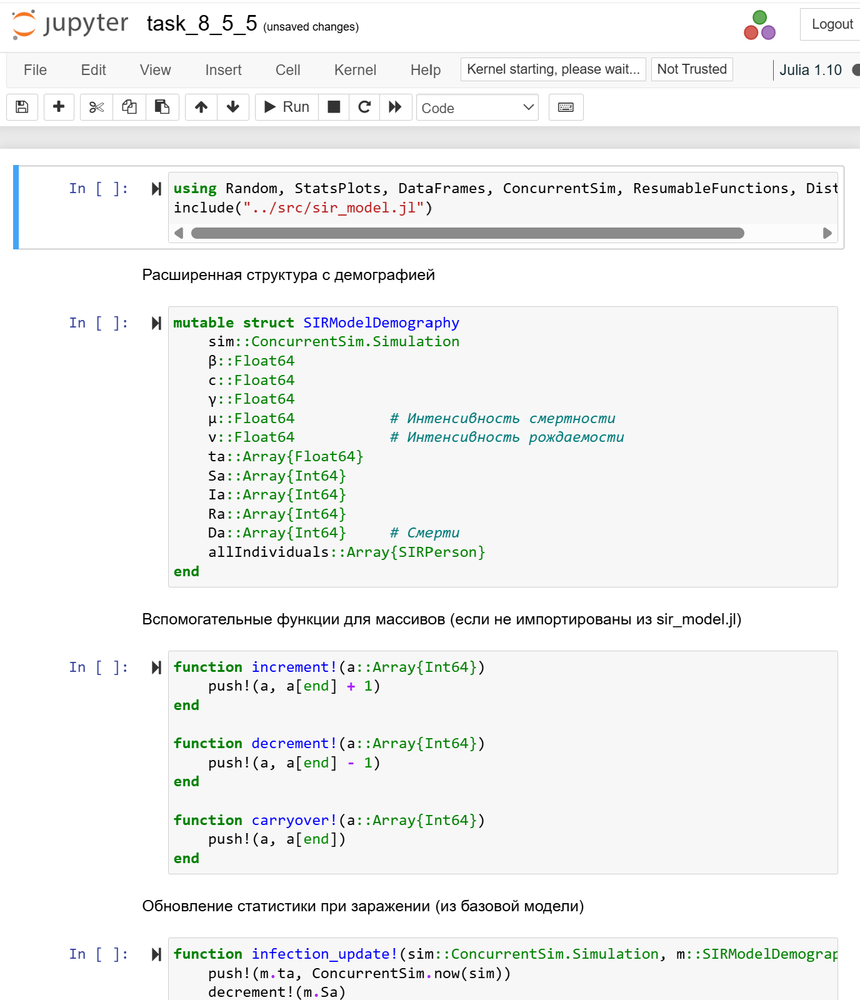 jupyter task_8_5_5 (unsaved changes)
Logout
File Edit View Insert Cell Kernel Help Kernel starting, please wait... Not Trusted Julia 1.10
Run Code
In [ ]: using Random, StatsPlots, DataFrames, ConcurrentSim, ResumableFunctions, Dist
include("../src/sir_model.jl")
Расширенная структура с демографией
In [ ]: mutable struct SIRModelDemography
sim::ConcurrentSim.Simulation
β::Float64
c::Float64
γ::Float64
μ::Float64 # Интенсивность смертности
ν::Float64 # Интенсивность рождаемости
ta::Array{Float64}
Sa::Array{Int64}
Ia::Array{Int64}
Ra::Array{Int64}
Da::Array{Int64} # Смерти
allIndividuals::Array{SIRPerson}
end
Вспомогательные функции для массивов (если не импортированы из sir_model.jl)
In [ ]: function increment!(a::Array{Int64})
push!(a, a[end] + 1)
end
function decrement!(a::Array{Int64})
push!(a, a[end] - 1)
end
function carryover!(a::Array{Int64})
push!(a, a[end])
end
Обновление статистики при заражении (из базовой модели)
In [ ]: function infection_update!(sim::ConcurrentSim.Simulation, m::SIRModelDemograp
push!(m.ta, ConcurrentSim.now(sim))
decrement!(m.Sa)